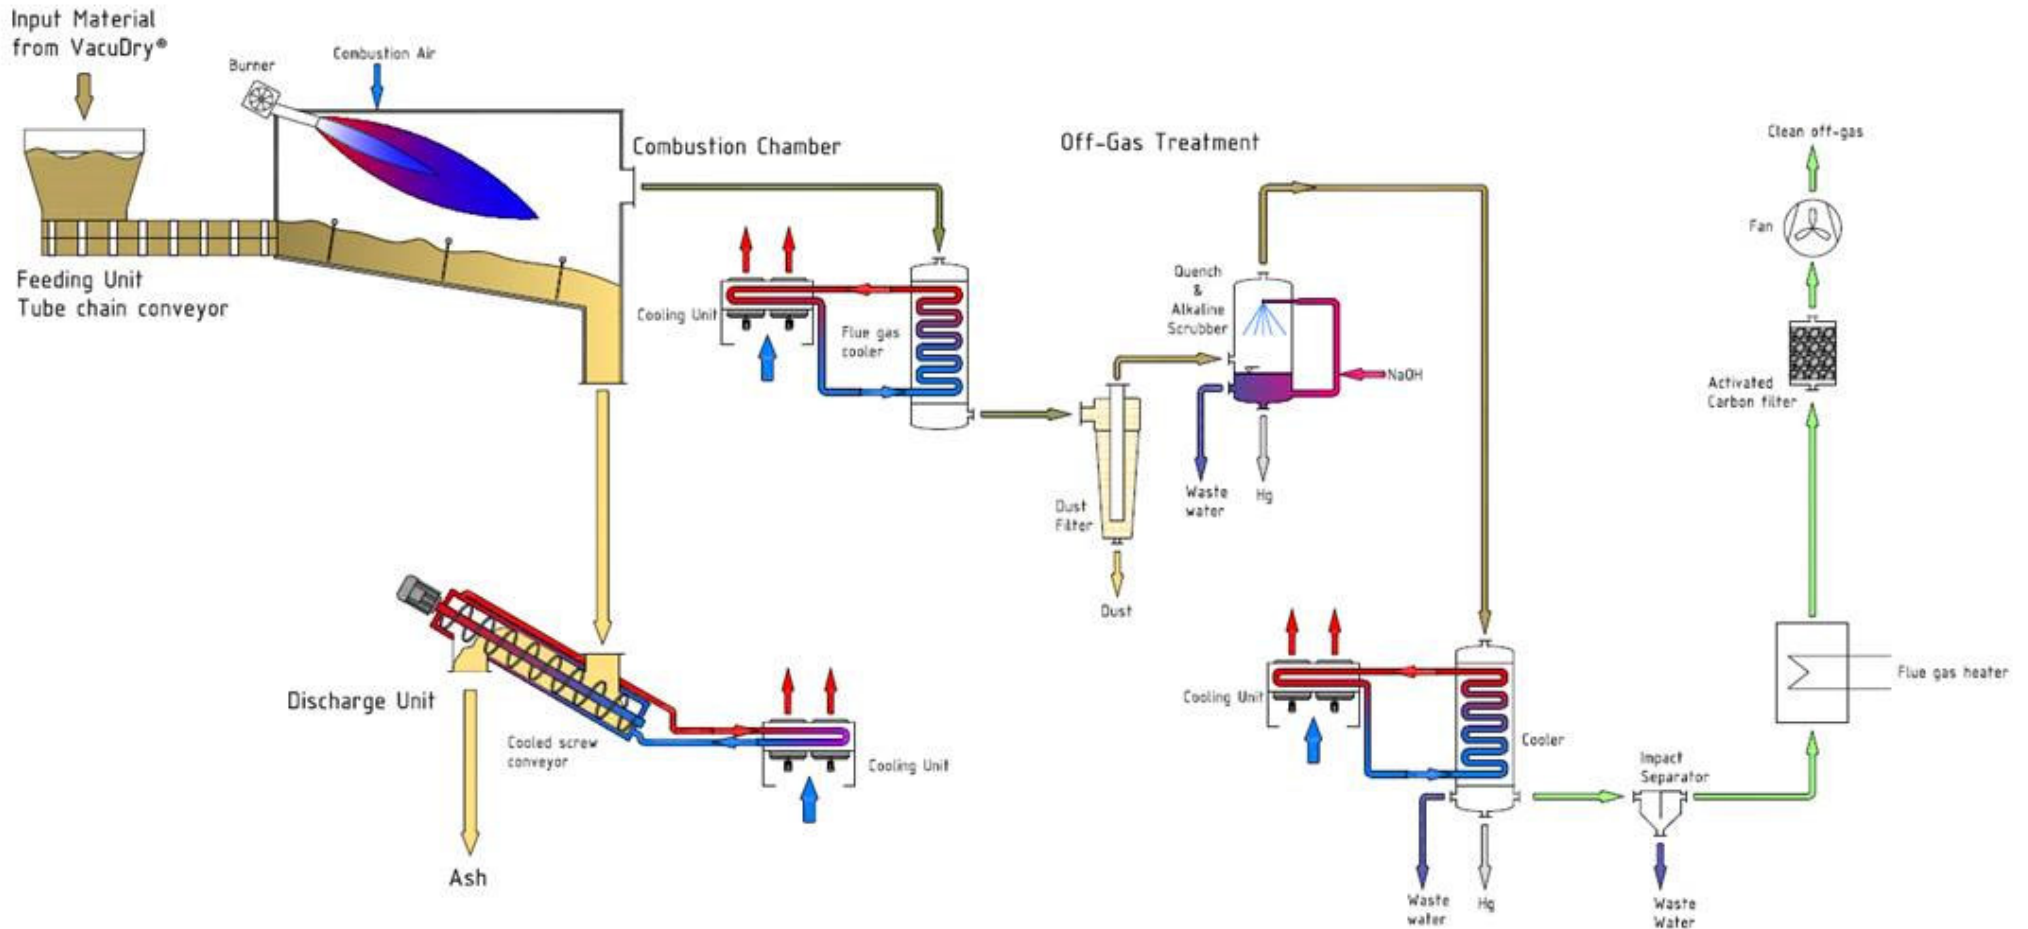 Input Material
from VacuDry®
Burner
Combustion Air
Combustion Chamber
Feeding Unit
Tube chain conveyor
Cooling Unit
Flue gas
cooler
Off-Gas Treatment
Quench
&
Alkaline
Scrubber
NaOH
Waste
water
Hg
Dust
Filter
Dust
Clean off-gas
Fan
Activated
Carbon filter
Flue gas heater
Cooling Unit
Cooler
Impact
Separator
Waste
water
Hg
Waste
Water
Discharge Unit
Cooled screw
conveyor
Cooling Unit
Ash